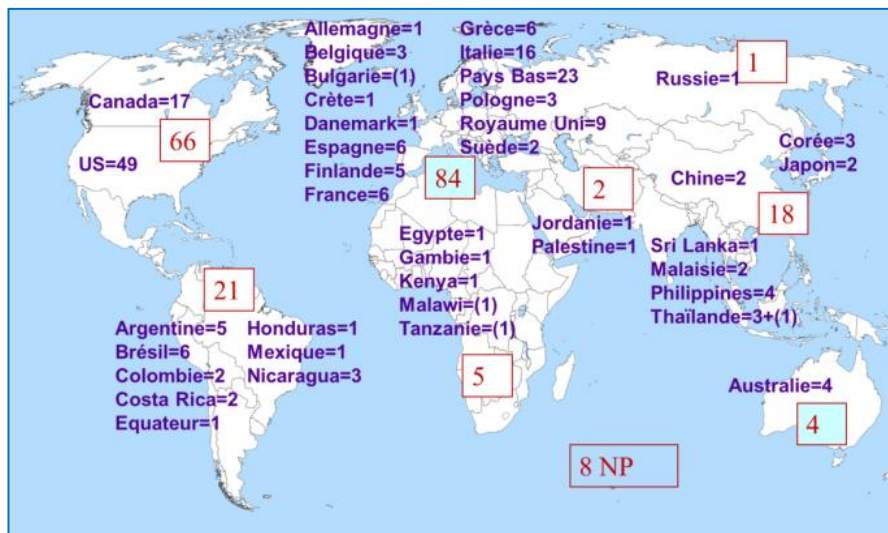 Canada=17
66
US=49
Allemagne=1
Belgique=3
Bulgarie=(1)
Crète=1
Danemark=1
Espagne=6
Finlande=5
France=6
Grèce=6
Italie=16
Pays Bas=23
Pologne=3
Royaume Uni=9
Suède=2
84
Russie=1
1
Corée=3
Japon=2
Chine=2
18
2
Jordanie=1
Palestine=1
Sri Lanka=1
Malaisie=2
Philippines=4
Thaïlande=3+(1)
Egypte=1
Gambie=1
Kenya=1
Malawi=(1)
Tanzanie=(1)
5
21
Argentine=5
Brésil=6
Colombie=2
Costa Rica=2
Equateur=1
Honduras=1
Mexique=1
Nicaragua=3
Australie=4
4
8 NP